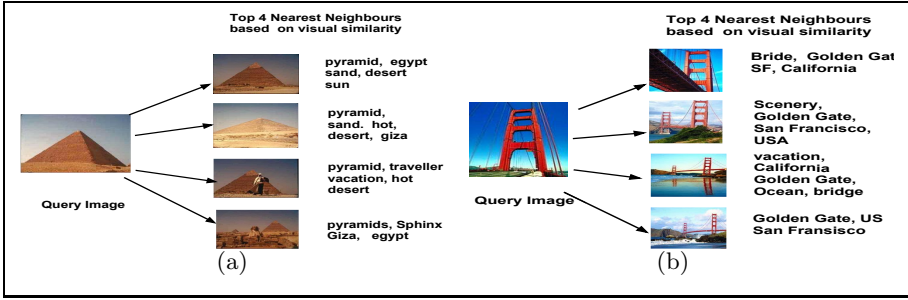 Top 4 Nearest Neighbours
based on visual similarity
pyramid, egypt
sand, desert
sun
pyramid,
sand. hot,
desert, giza
pyramid, traveller
vacation, hot
desert
pyramids, Sphinx
Giza, egypt
Query Image
(a)
Top 4 Nearest Neighbours
based on visual similarity
Bride, Golden Gat
SF, California
Scenery,
Golden Gate,
San Francisco,
USA
vacation,
California
Golden Gate,
Ocean, bridge
Golden Gate, US
San Fransisco
Query Image
(b)